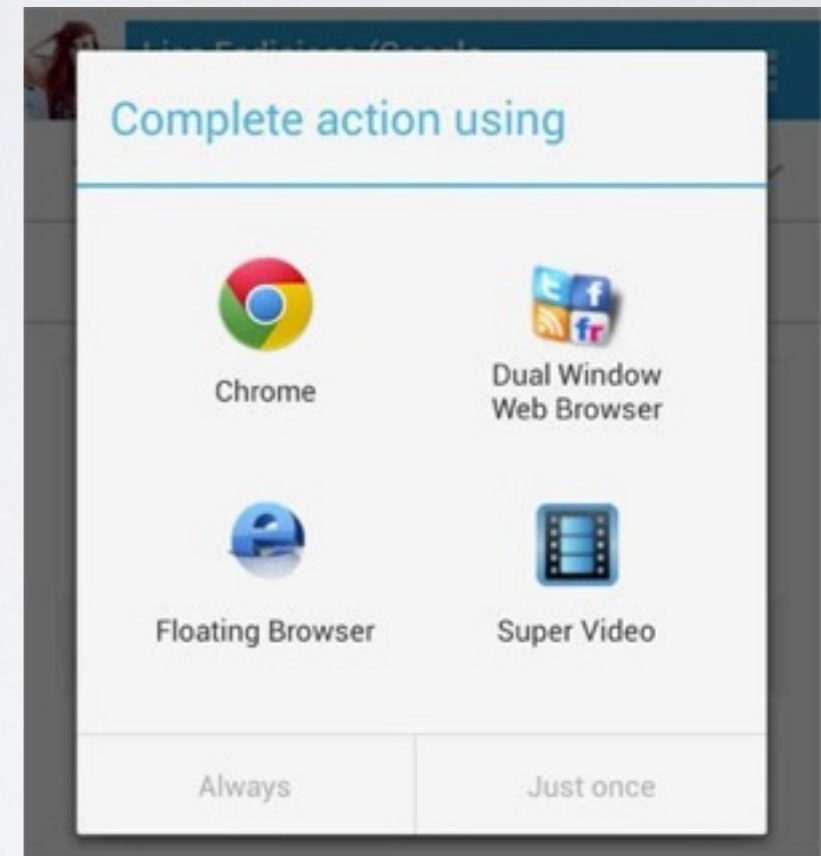 Complete action using
Chrome
Dual Window
Web Browser
Floating Browser
Super Video
Always
Just once